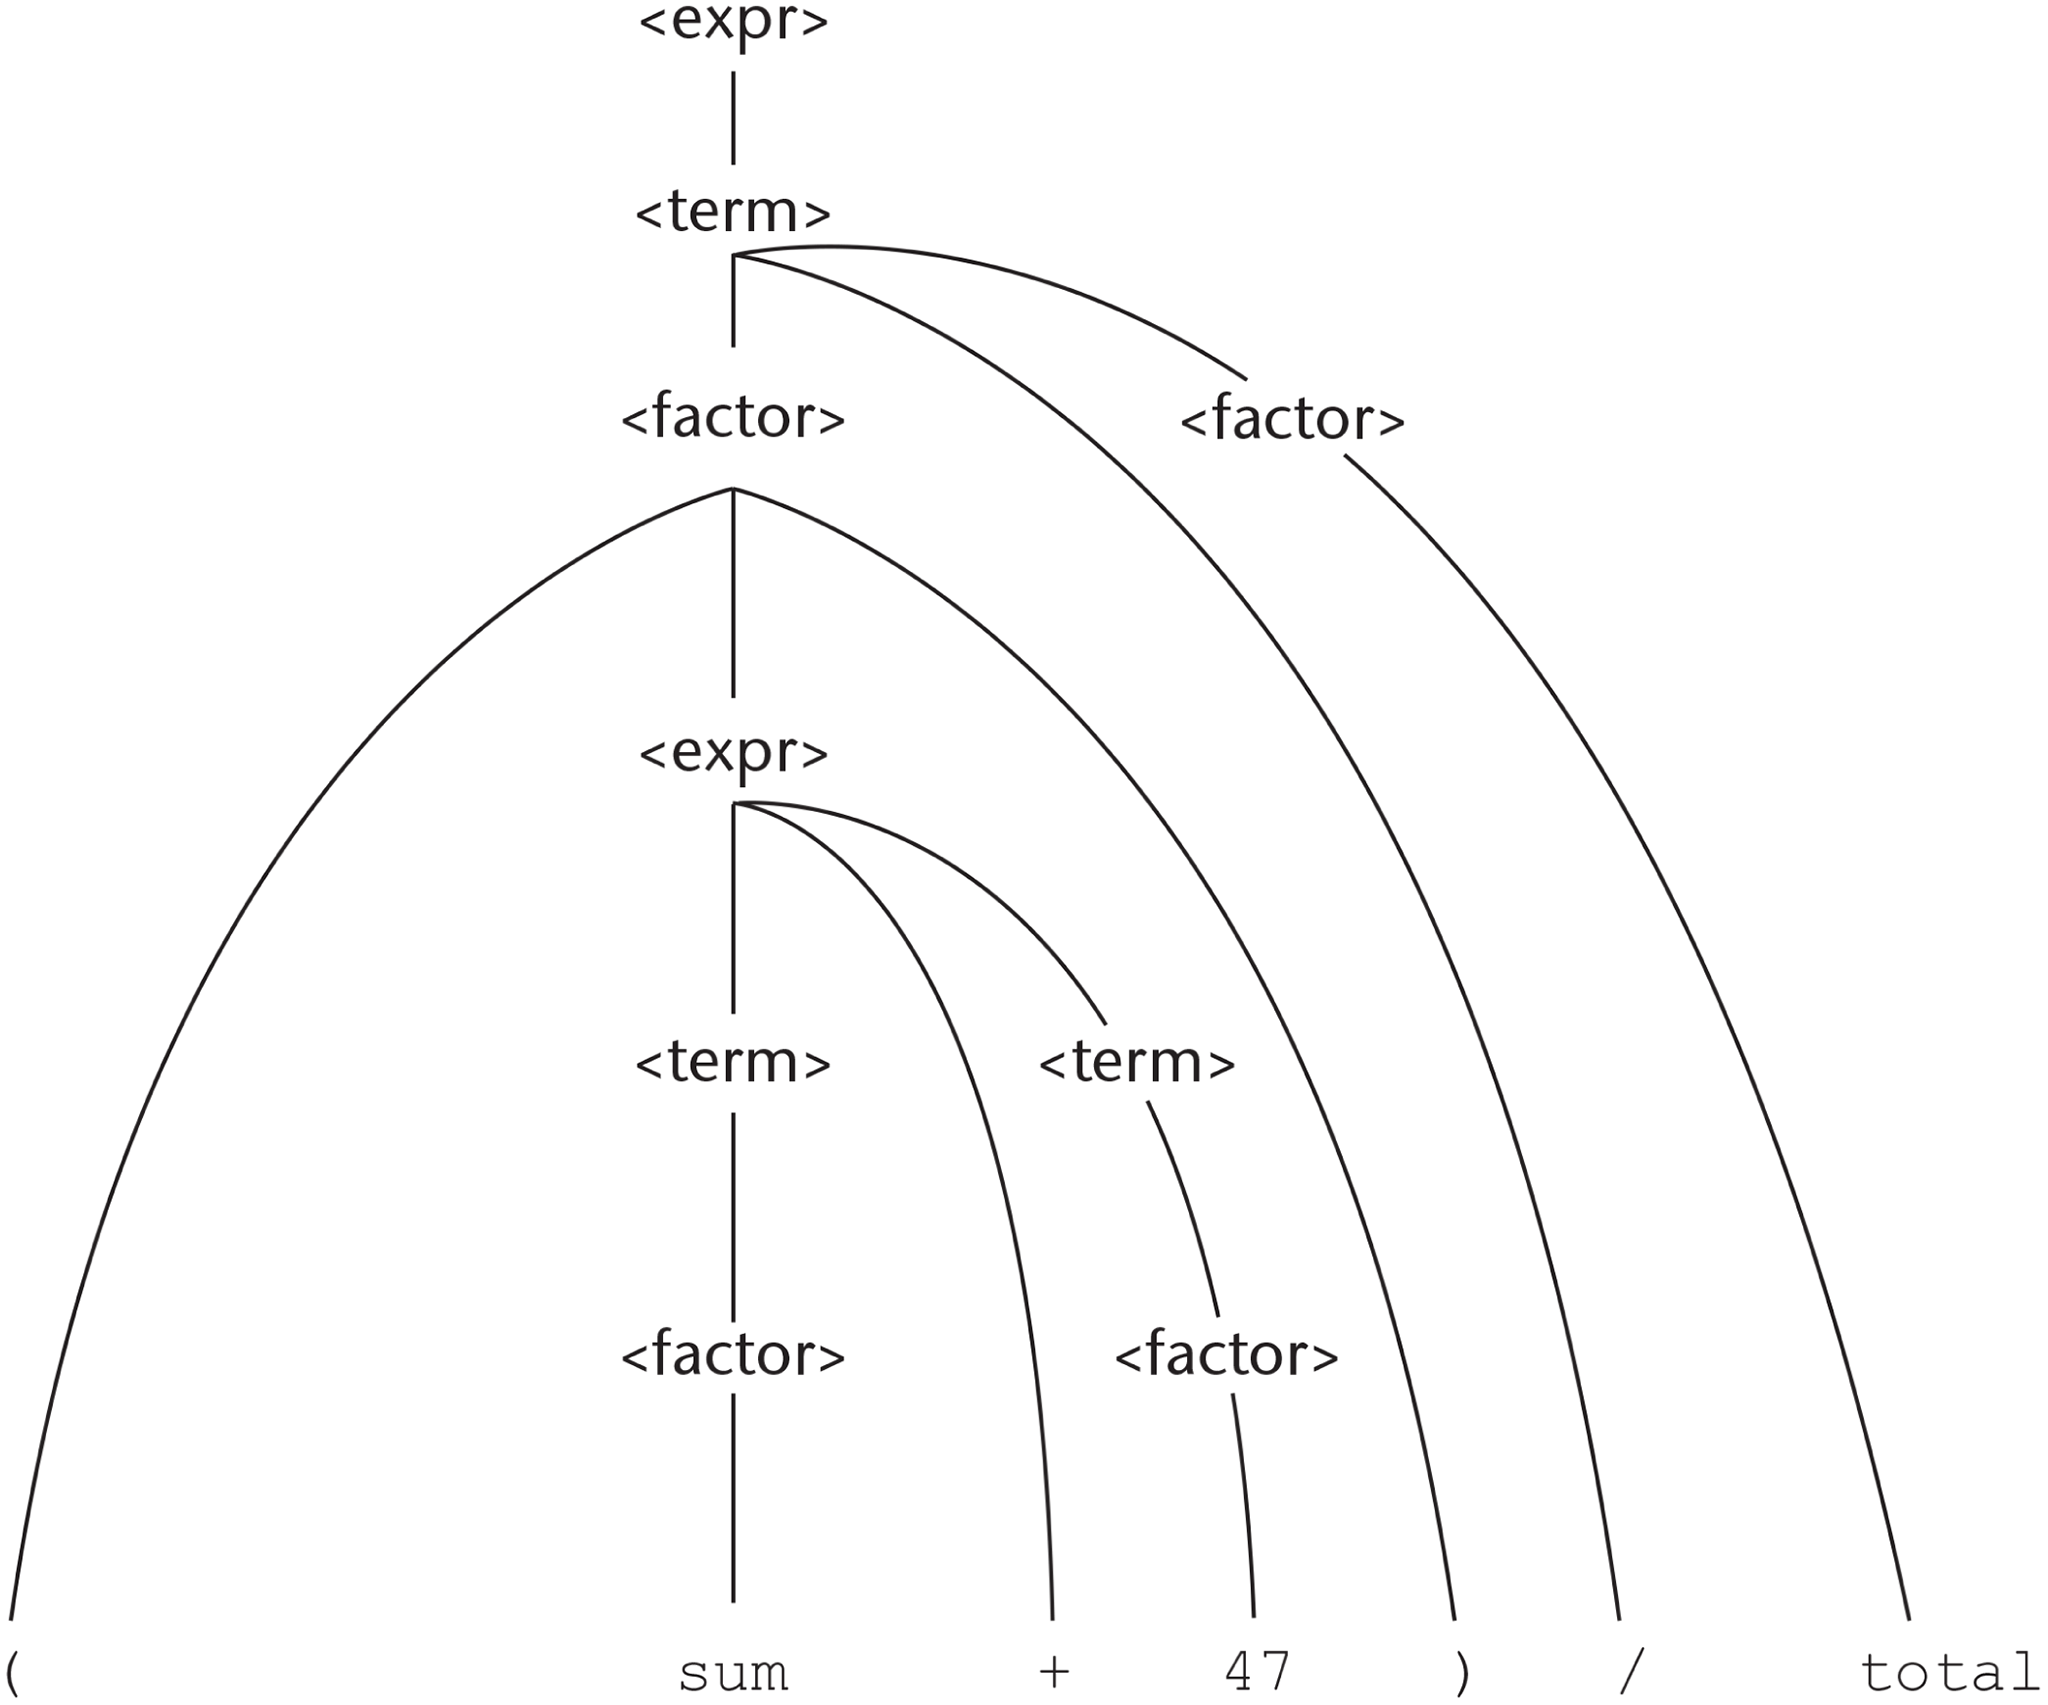 <expr>
<term>
<factor> <factor>
<expr>
<term> <term>
<factor> <factor>
( sum + 47 ) / total